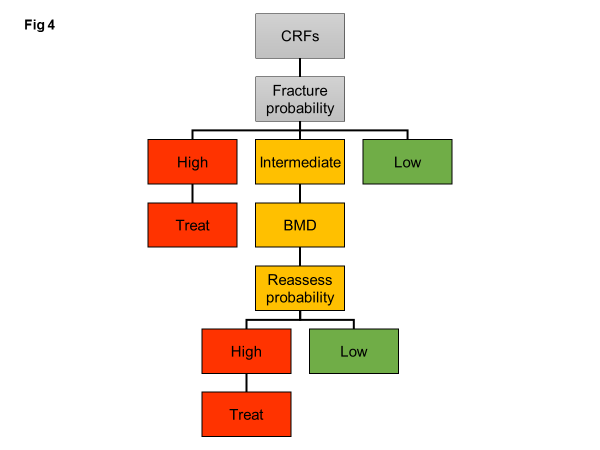 Fig 4
CRFs
Fracture
probability
High
Intermediate
Low
Treat
BMD
Reassess
probability
High
Low
Treat